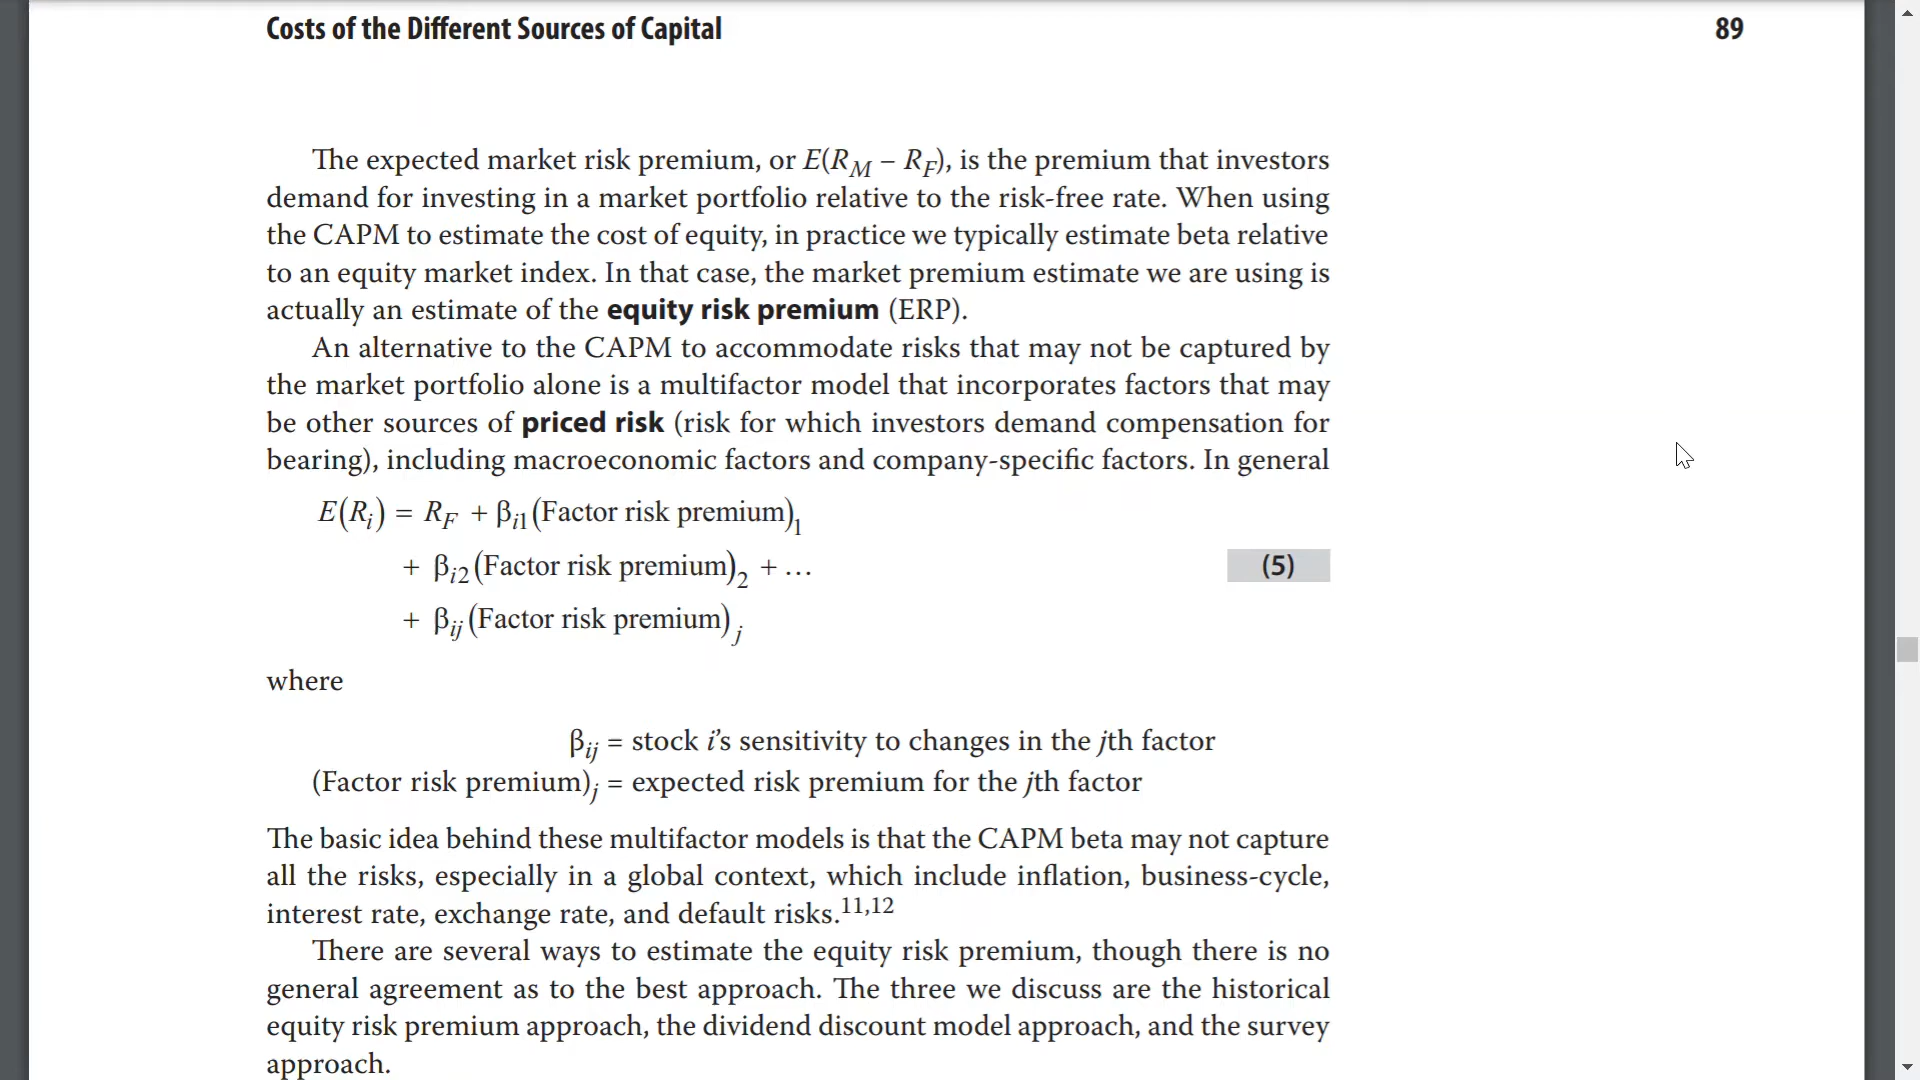 Costs of the Different Sources of Capital 89
The expected market risk premium, or E(R_M – R_F), is the premium that investors
demand for investing in a market portfolio relative to the risk-free rate. When using
the CAPM to estimate the cost of equity, in practice we typically estimate beta relative
to an equity market index. In that case, the market premium estimate we are using is
actually an estimate of the equity risk premium (ERP).
An alternative to the CAPM to accommodate risks that may not be captured by
the market portfolio alone is a multifactor model that incorporates factors that may
be other sources of priced risk (risk for which investors demand compensation for
bearing), including macroeconomic factors and company-specific factors. In general
E(R_i) = R_F + β_i1 (Factor risk premium)_1
+ β_i2 (Factor risk premium)_2 + …
(5)
+ β_ij (Factor risk premium)_j
where
β_ij = stock i’s sensitivity to changes in the jth factor
(Factor risk premium)_j = expected risk premium for the jth factor
The basic idea behind these multifactor models is that the CAPM beta may not capture
all the risks, especially in a global context, which include inflation, business-cycle,
interest rate, exchange rate, and default risks.11,12
There are several ways to estimate the equity risk premium, though there is no
general agreement as to the best approach. The three we discuss are the historical
equity risk premium approach, the dividend discount model approach, and the survey
approach.